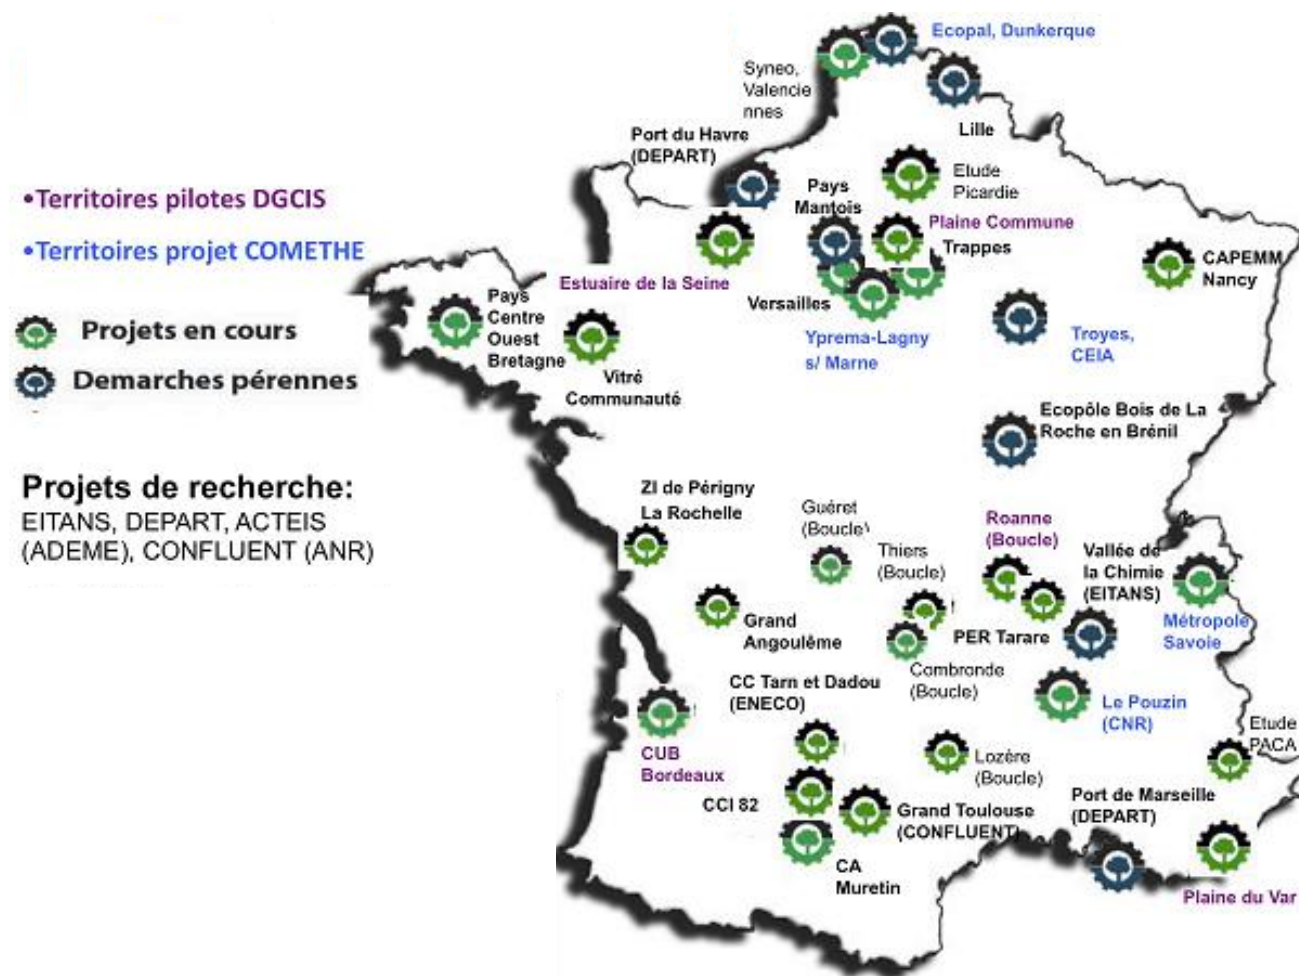 Ecopal, Dunkerque
Syneo,
Valencie
nnes
Lille
Port du Havre
(DEPART)
Pays
Mantois
Etude
Picardie
•Territoires pilotes DGCIS
•Territoires projet COMETHE
Projets en cours
Demarches pérennes
Projets de recherche:
EITANS, DEPART, ACTEIS
(ADEME), CONFLUENT (ANR)
Plaine Commune
Trappes
CAPEMM
Nancy
Estuaire de la Seine
Versailles
Pays
Centre
Ouest
Bretagne
Vitré
Communauté
Yprema-Lagny
s/ Marne
Troyes,
CEIA
Ecopôle Bois de La
Roche en Brénil
ZI de Périgny
La Rochelle
Guéret
(Boucle)
Thiers
(Boucle)
Roanne
(Boucle)
Vallée de
la Chimie
(EITANS)
Métropole
Savoie
Grand
Angoulême
PER Tarare
Combronde
(Boucle)
CC Tarn et Dadou
(ENECO)
Le Pouzin
(CNR)
CUB
Bordeaux
Lozère
(Boucle)
Etude
PACA
CCI 82
Grand Toulouse
(CONFLUENT)
Port de Marseille
(DEPART)
CA
Muretin
Plaine du Var